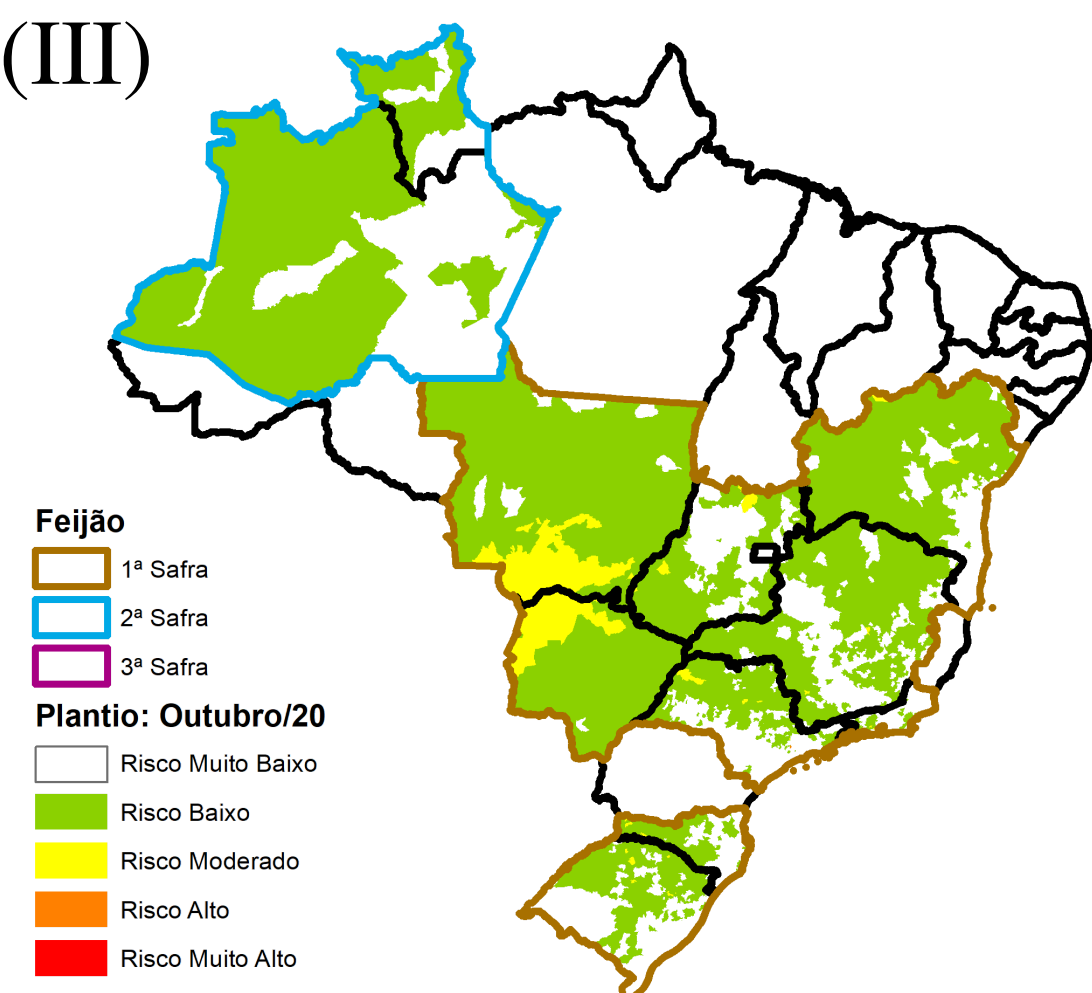 (III)
Feijão
1ª Safra
2ª Safra
3ª Safra
Plantio: Outubro/20
Risco Muito Baixo
Risco Baixo
Risco Moderado
Risco Alto
Risco Muito Alto